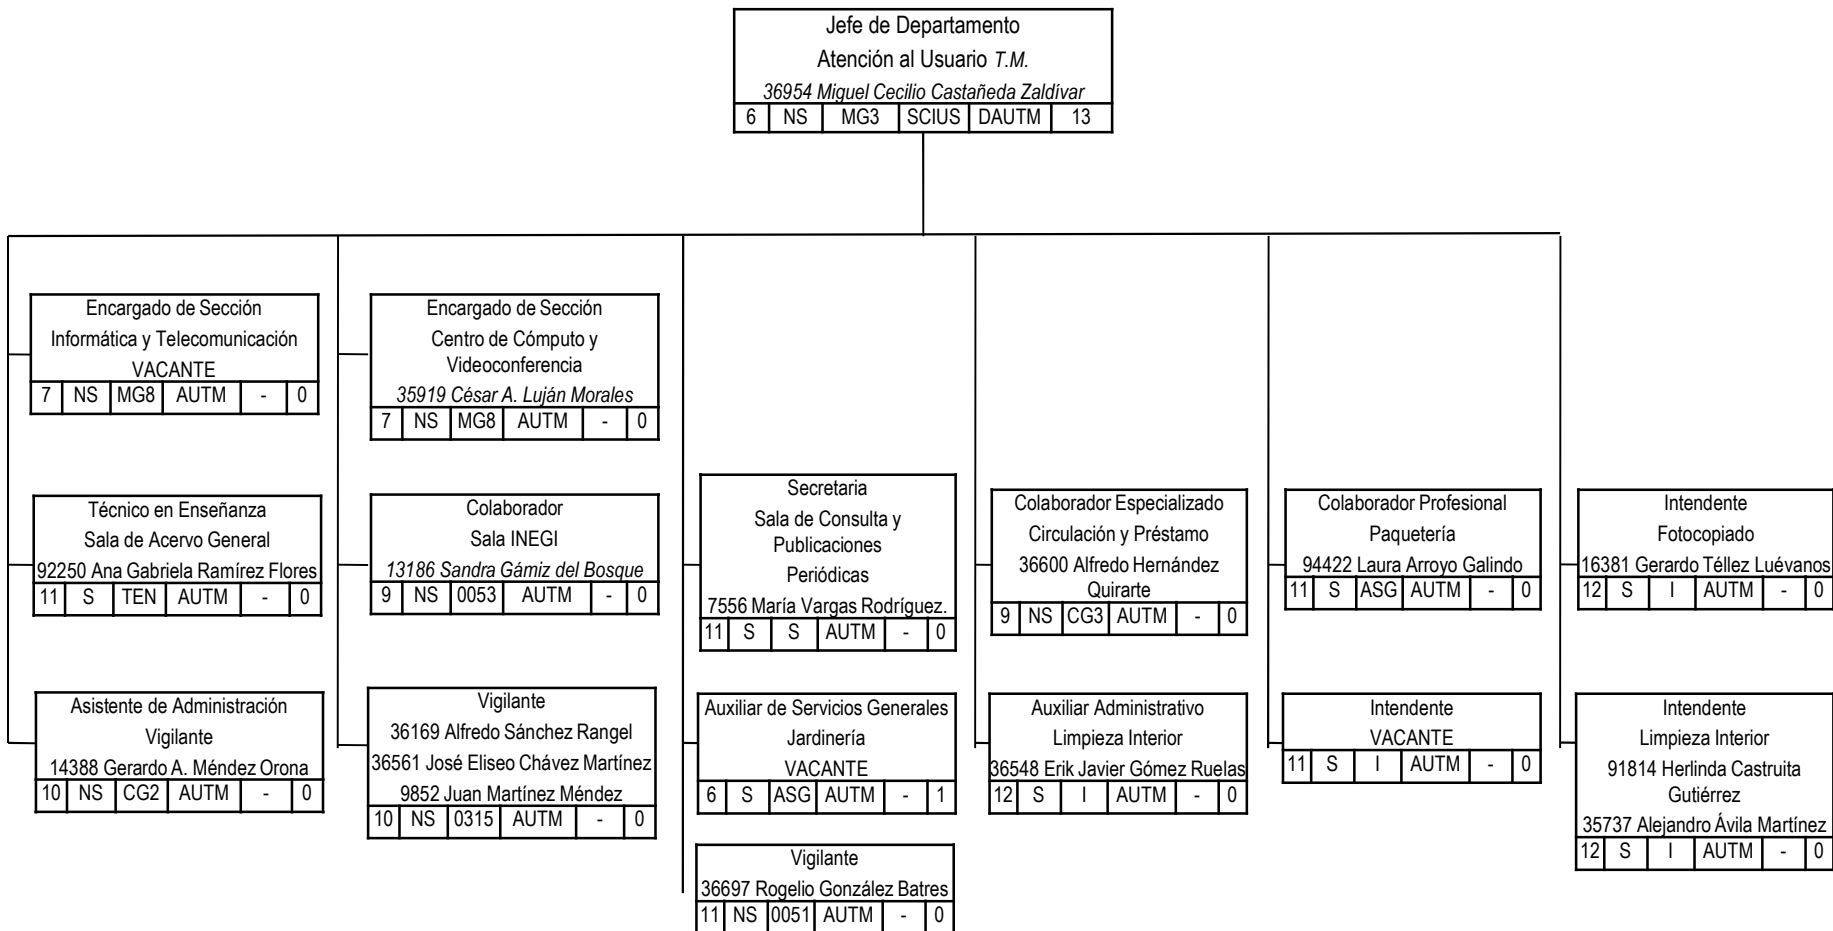 Jefe de Departamento
Atención al Usuario T.M.
36954 Miguel Cecilio Castañeda Zaldívar
6 NS MG3 SCIUS DAUTM 13
Encargado de Sección
Informática y Telecomunicación
VACANTE
7 NS MG8 AUTM - 0
Encargado de Sección
Centro de Cómputo y
Videoconferencia
35919 César A. Luján Morales
7 NS MG8 AUTM - 0
Técnico en Enseñanza
Sala de Acervo General
92250 Ana Gabriela Ramírez Flores
11 S TEN AUTM - 0
Colaborador
Sala INEGI
13186 Sandra Gámiz del Bosque
9 NS 0053 AUTM - 0
Secretaria
Sala de Consulta y
Publicaciones
Periódicas
7556 María Vargas Rodríguez.
11 S S AUTM - 0
Colaborador Especializado
Circulación y Préstamo
36600 Alfredo Hernández
Quirarte
9 NS CG3 AUTM - 0
Colaborador Profesional
Paquetería
94422 Laura Arroyo Galindo
11 S ASG AUTM - 0
Intendente
Fotocopiado
16381 Gerardo Téllez Luévanos
12 S I AUTM - 0
Asistente de Administración
Vigilante
14388 Gerardo A. Méndez Orona
10 NS CG2 AUTM - 0
Vigilante
36169 Alfredo Sánchez Rangel
36561 José Eliseo Chávez Martínez
9852 Juan Martínez Méndez
10 NS 0315 AUTM - 0
Auxiliar de Servicios Generales
Jardinería
VACANTE
6 S ASG AUTM - 1
Auxiliar Administrativo
Limpieza Interior
36548 Erik Javier Gómez Ruelas
12 S I AUTM - 0
Intendente
VACANTE
11 S I AUTM - 0
Intendente
Limpieza Interior
91814 Herlinda Castruita
Gutiérrez
35737 Alejandro Ávila Martínez
12 S I AUTM - 0
Vigilante
36697 Rogelio González Batres
11 NS 0051 AUTM - 0